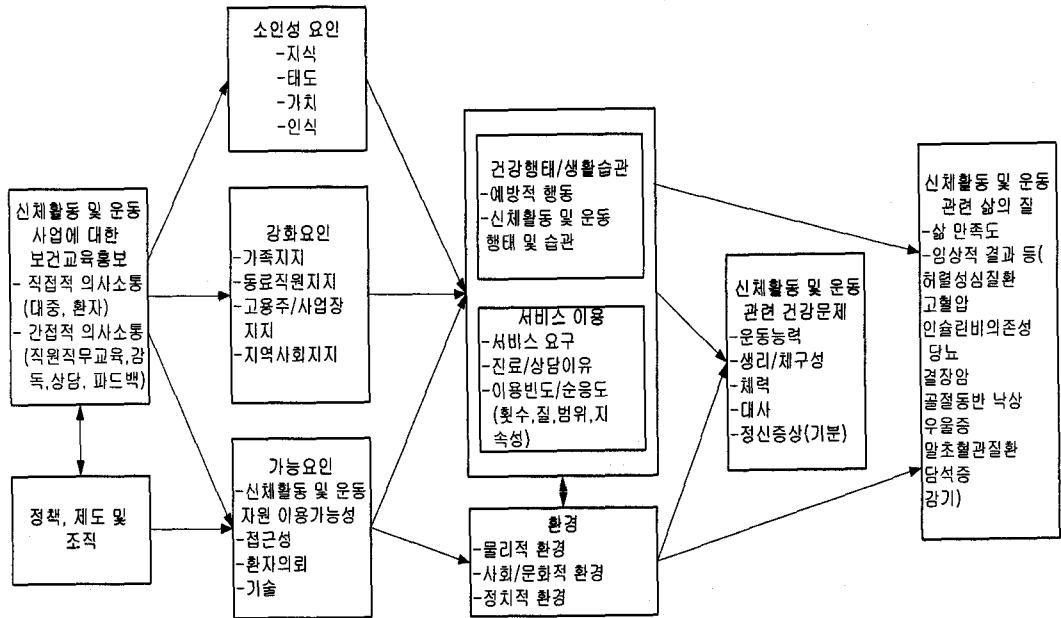 신체활동 및 운동
사업에 대한
보건교육홍보
- 직접적 의사소통
(대중, 환자)
- 간접적 의사소통
(직원직무교육,감
독,상담, 파드백)
정책, 제도 및
조직
소인성 요인
-지식
-태도
-가치
-인식
강화요인
-가족지지
-동료직원지지
-고용주/사업장
지지
-지역사회지지
가능요인
-신체활동 및 운동
자원 이용가능성
-접근성
-환자의뢰
-기술
건강행태/생활습관
-예방적 행동
-신체활동 및 운동
행태 및 습관
서비스 이용
-서비스 요구
-진료/상담이유
-이용빈도/순응도
(횟수,질,범위,지
속성)
환경
-물리적 환경
-사회/문화적 환경
-정치적 환경
신체활동 및 운동
관련 건강문제
-운동능력
-생리/체구성
-체력
-대사
-정신증상(기분)
신체활동 및 운동
관련 삶의 질
-삶 만족도
-임상적 결과 등(
허렬성심질환
고혈압
인슐린비의존성
당뇨
결장암
골절동반 낙상
우울증
말초혈관질환
담석증
감기)